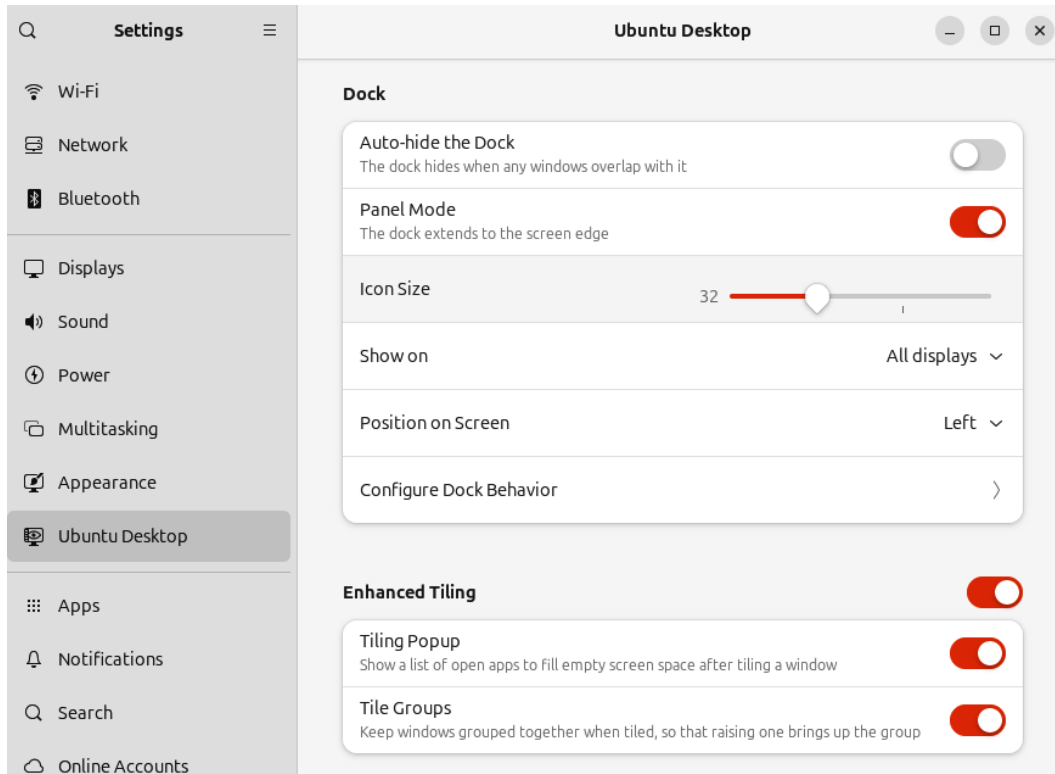 Settings
Ubuntu Desktop
Wi-Fi
Network
Bluetooth
Displays
Sound
Power
Multitasking
Appearance
Ubuntu Desktop
Apps
Notifications
Search
Online Accounts
Dock
Auto-hide the Dock
The dock hides when any windows overlap with it
Panel Mode
The dock extends to the screen edge
Icon Size 32
Show on All displays
Position on Screen Left
Configure Dock Behavior
Enhanced Tiling
Tiling Popup
Show a list of open apps to fill empty screen space after tiling a window
Tile Groups
Keep windows grouped together when tiled, so that raising one brings up the group